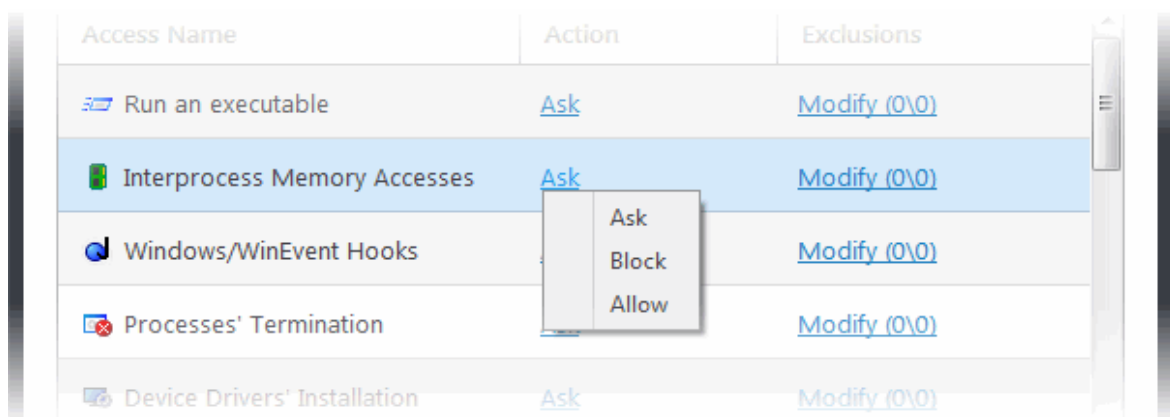 Access Name Action Exclusions
Run an executable Ask Modify (0\0)
Interprocess Memory Accesses Ask Modify (0\0)
Ask
Windows/WinEvent Hooks Modify (0\0)
Block
Allow
Processes' Termination Modify (0\0)
Device Drivers' Installation Ask Modify (0\0)